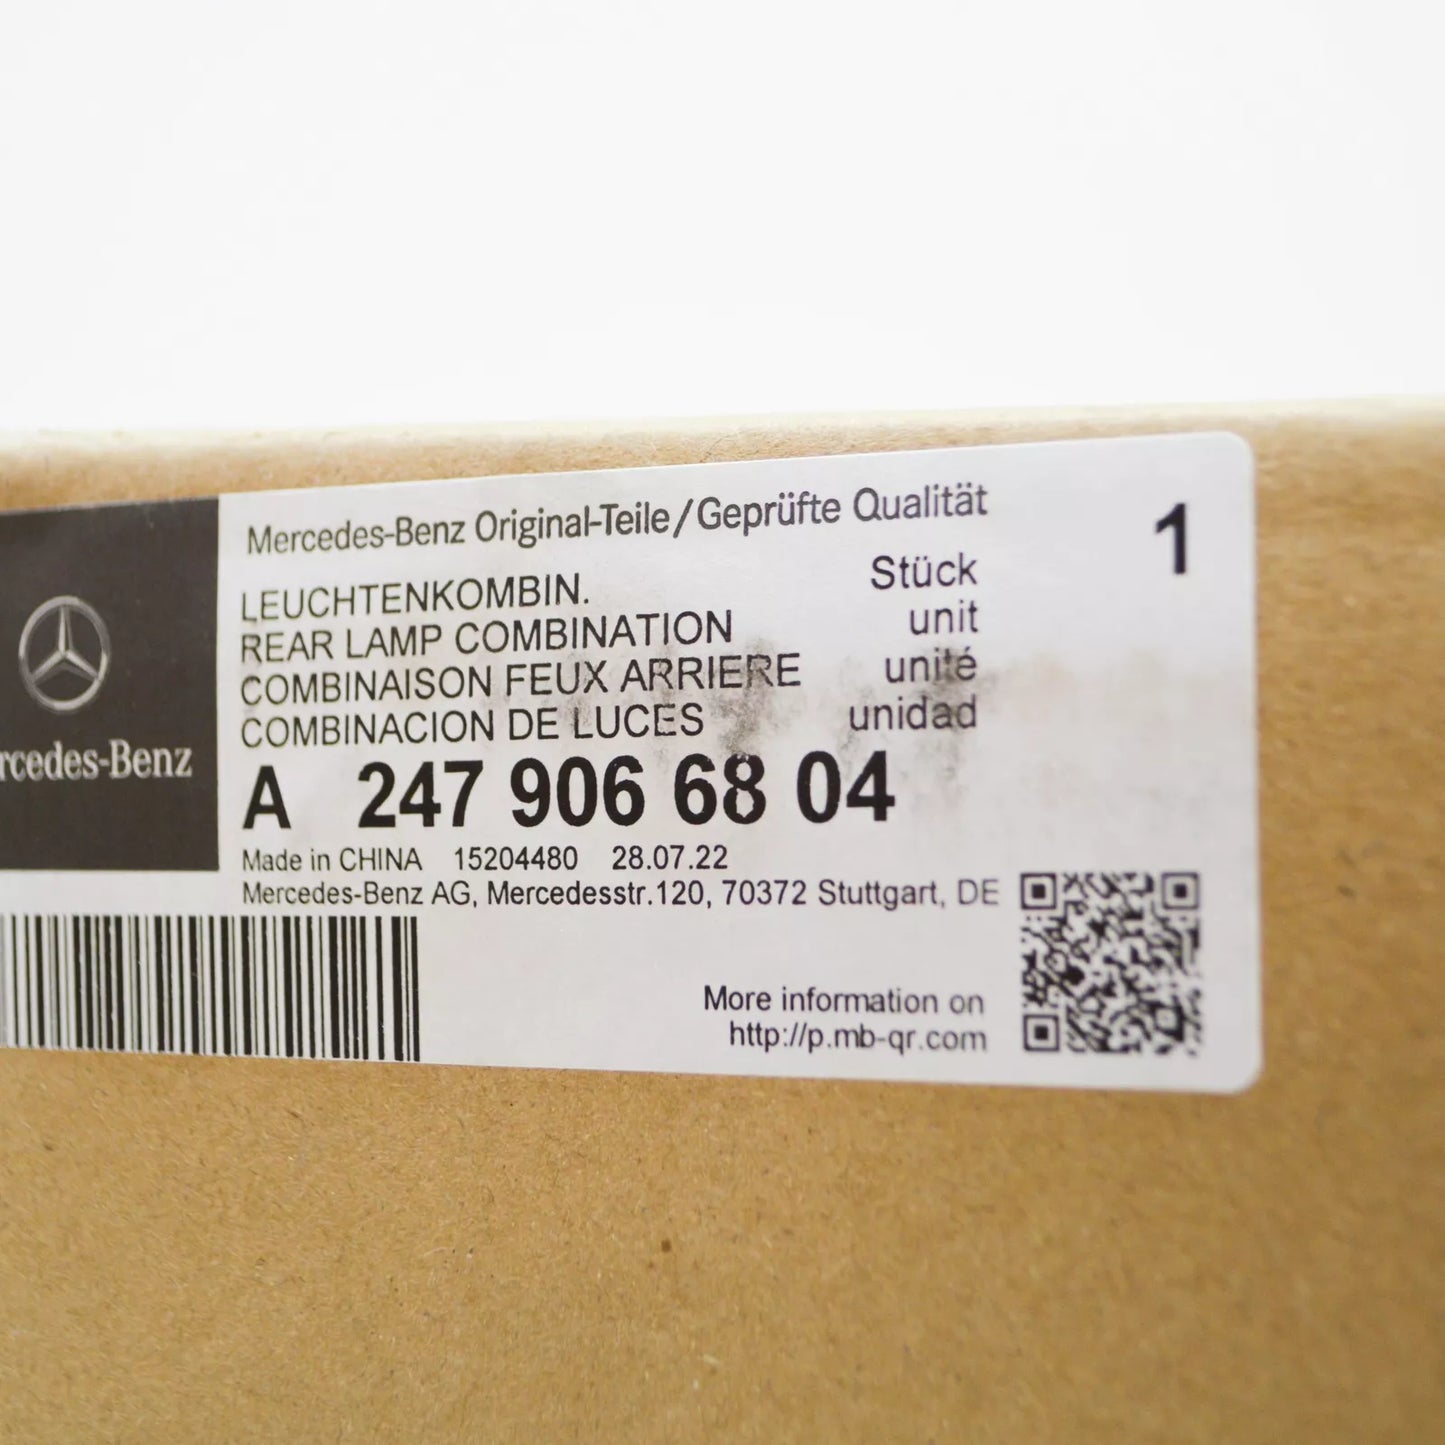 Mercedes-Benz Original-Teile/Geprüfte Qualität
1
LEUCHTENKOMBIN. Stück
REAR LAMP COMBINATION unit
COMBINAISON FEUX ARRIERE unité
COMBINACION DE LUCES unidad
rcedes-Benz
A 247 906 68 04
Made in CHINA 15204480 28.07.22
Mercedes-Benz AG, Mercedesstr.120, 70372 Stuttgart, DE
More information on
http://p.mb-qr.com